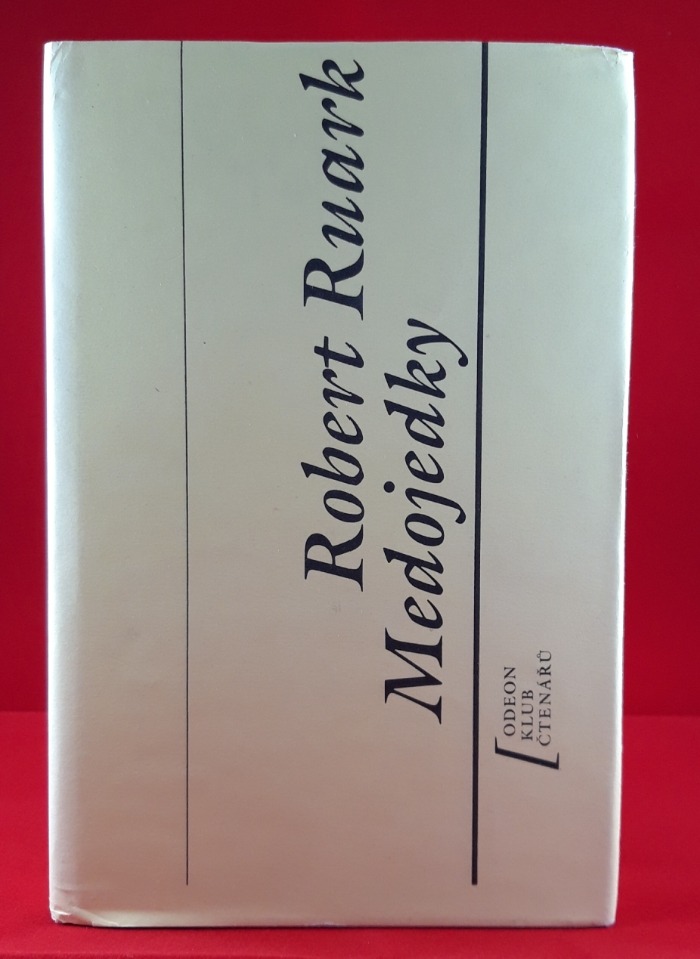 Robert Ruark
Medojedky
ODEON
KLUB
ČTENÁŘŮ